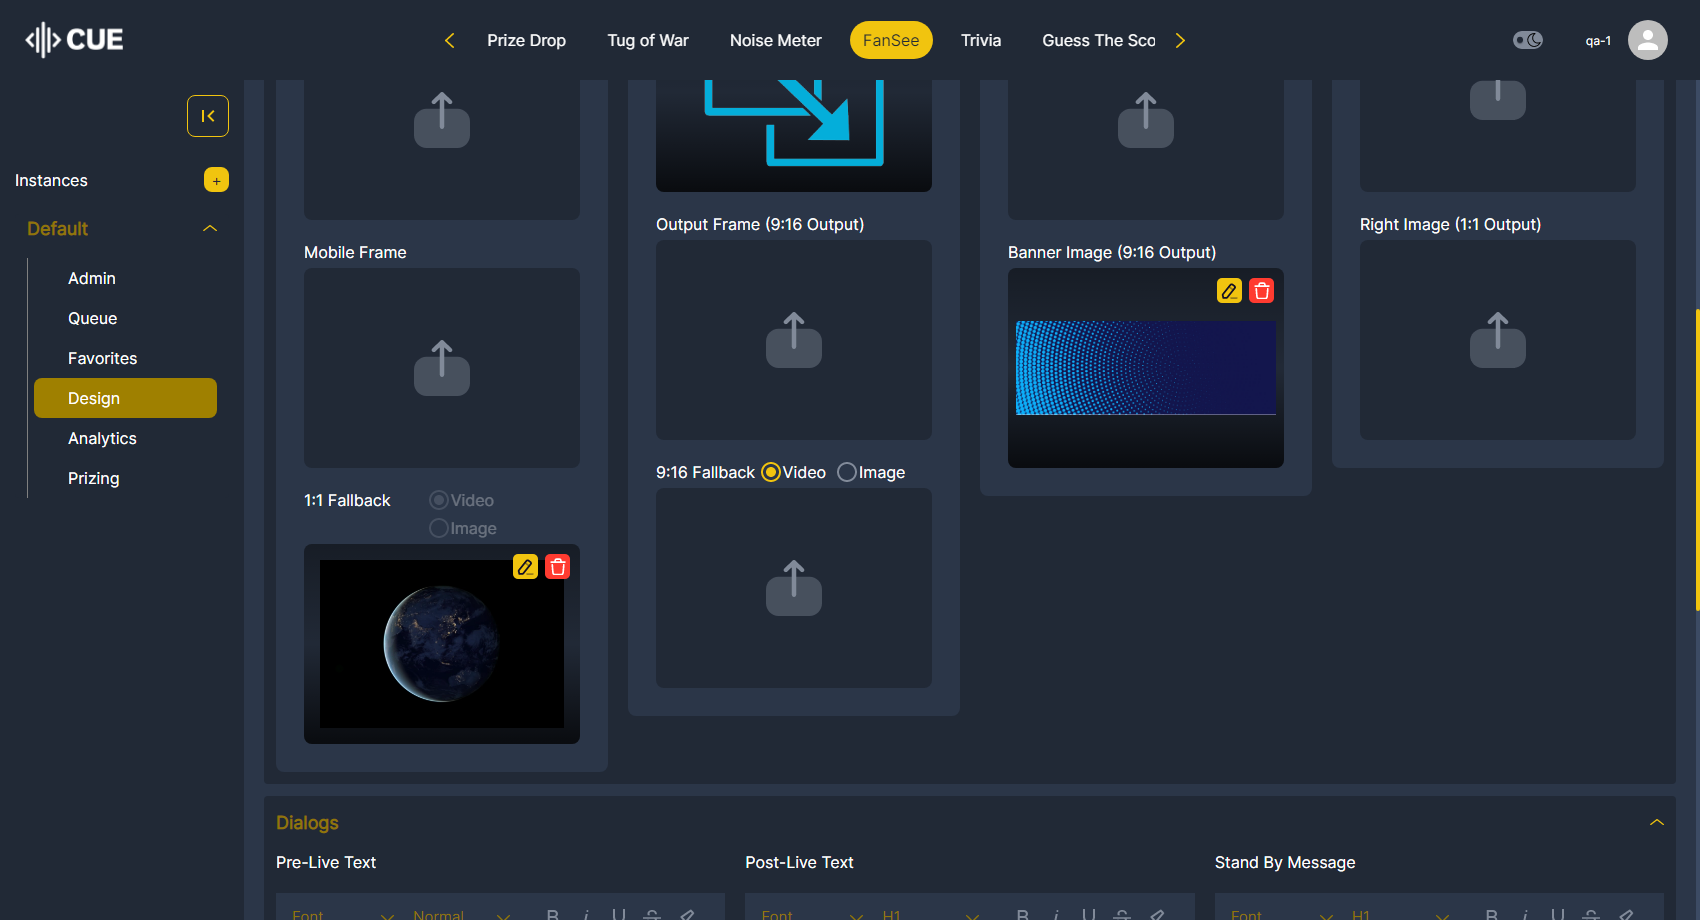 CUE
Prize Drop
Tug of War
Noise Meter
FanSee
Trivia
Guess The Sco
qa-1
Instances
+
Default
Admin
Queue
Favorites
Design
Analytics
Prizing
Mobile Frame
1:1 Fallback
Video
Image
Output Frame (9:16 Output)
9:16 Fallback Video Image
Banner Image (9:16 Output)
Right Image (1:1 Output)
Dialogs
Pre-Live Text
Post-Live Text
Stand By Message
Font Normal B i U S
Font H1 B i U S
Font H1 B i U S